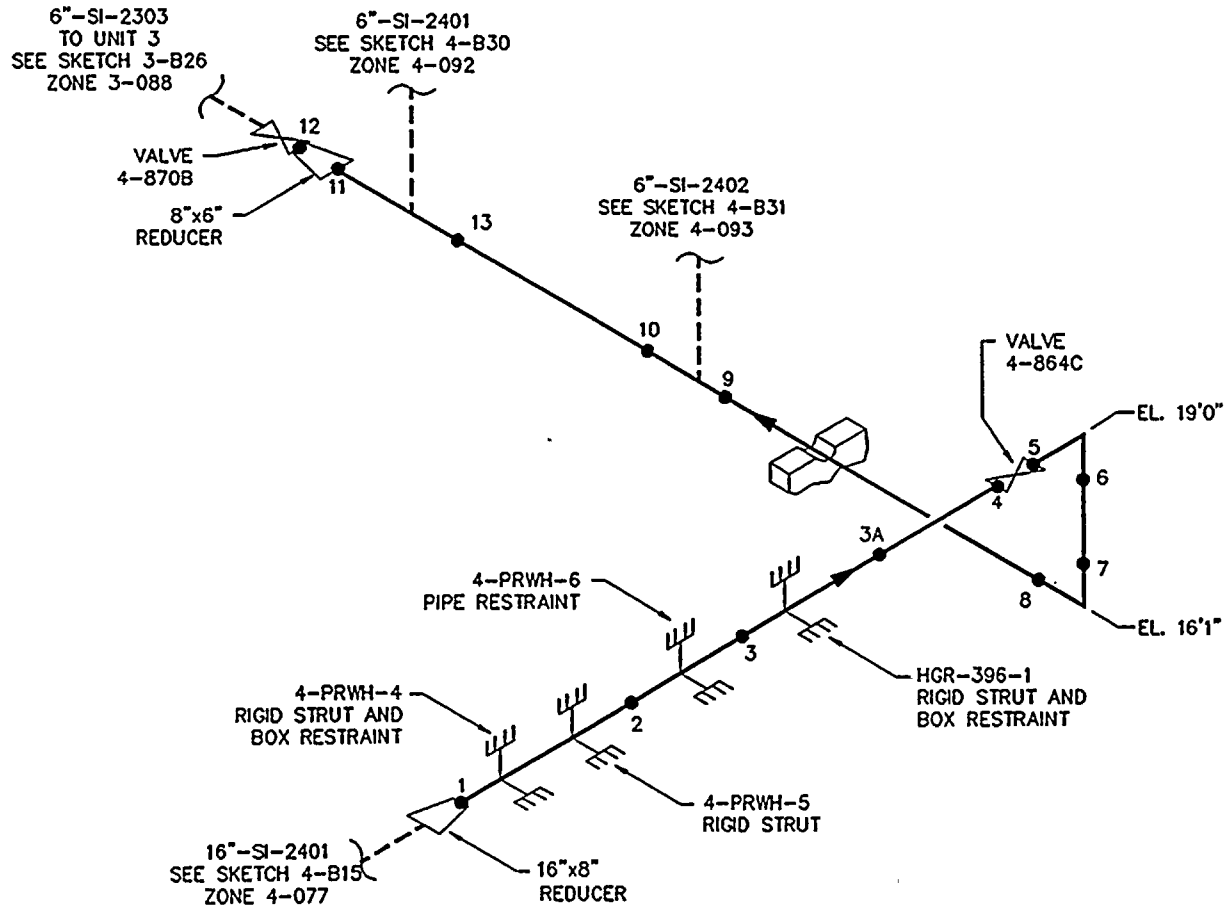 6"-SI-2303
TO UNIT 3
SEE SKETCH 3-B26
ZONE 3-088
6"-SI-2401
SEE SKETCH 4-B30
ZONE 4-092
12
VALVE
4-870B
11
8"x6"
REDUCER
13
6"-SI-2402
SEE SKETCH 4-B31
ZONE 4-093
10
9
VALVE
4-864C
EL. 19'0"
5
6
4
3A
7
8
EL. 16'1"
4-PRWH-6
PIPE RESTRAINT
3
HGR-396-1
RIGID STRUT AND
BOX RESTRAINT
4-PRWH-4
RIGID STRUT AND
BOX RESTRAINT
2
1
4-PRWH-5
RIGID STRUT
16"-SI-2401
SEE SKETCH 4-B15
ZONE 4-077
16"x8"
REDUCER